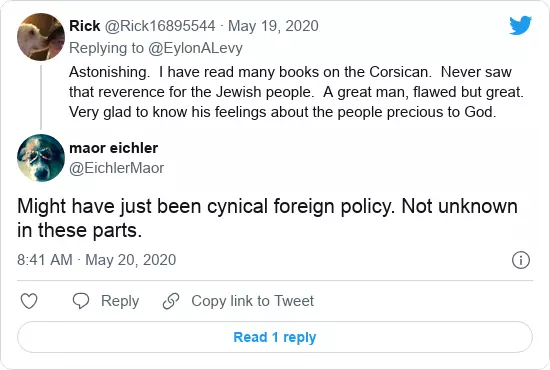 Rick @Rick16895544 · May 19, 2020
Replying to @EylonALevy
Astonishing.  I have read many books on the Corsican.  Never saw
that reverence for the Jewish people.  A great man, flawed but great.
Very glad to know his feelings about the people precious to God.
maor eichler
@EichlerMaor
Might have just been cynical foreign policy. Not unknown
in these parts.
8:41 AM · May 20, 2020
Reply
Copy link to Tweet
Read 1 reply